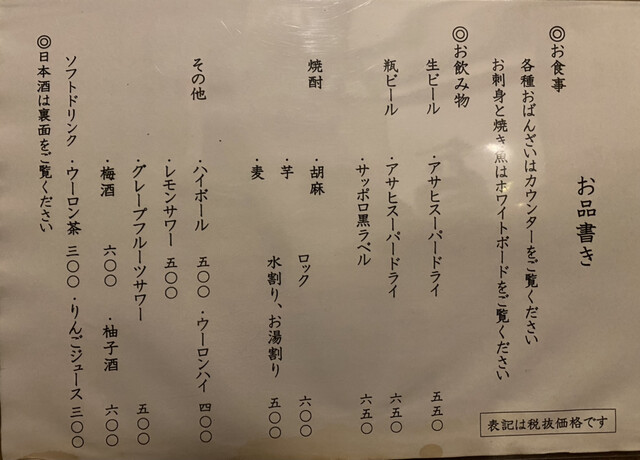 お品書き
◎お食事
各種おばんざいはカウンターをご覧ください
お刺身と焼き魚はホワイトボードをご覧ください
◎お飲み物
生ビール ・アサヒスーパードライ 五五〇
瓶ビール ・アサヒスーパードライ 六五〇
・サッポロ黒ラベル 六五〇
焼酎 ・胡麻 ロック 六〇〇
・芋 水割り、お湯割り 五〇〇
・麦
その他 ・ハイボール 五〇〇 ・ウーロンハイ 四〇〇
・レモンサワー 五〇〇
・グレープフルーツサワー 五〇〇
・梅酒 六〇〇 ・柚子酒 六〇〇
ソフトドリンク ・ウーロン茶 三〇〇 ・りんごジュース 三〇〇
◎日本酒は裏面をご覧ください
表記は税抜価格です